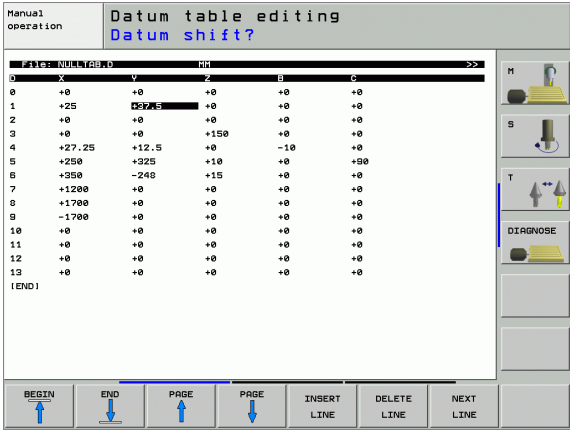 Manual operation
Datum table editing
Datum shift?
File: NULLTAB.D MM >>
D X Y Z B C
0 +0 +0 +0 +0 +0
1 +25 +37.5 +0 +0 +0
2 +0 +0 +0 +0 +0
3 +0 +0 +150 +0 +0
4 +27.25 +12.5 +0 -10 +0
5 +250 +325 +10 +0 +90
6 +350 -248 +15 +0 +0
7 +1200 +0 +0 +0 +0
8 +1700 +0 +0 +0 +0
9 -1700 +0 +0 +0 +0
10 +0 +0 +0 +0 +0
11 +0 +0 +0 +0 +0
12 +0 +0 +0 +0 +0
13 +0 +0 +0 +0 +0
[END]
M
S
T
DIAGNOSE
BEGIN
END
PAGE
PAGE
INSERT LINE
DELETE LINE
NEXT LINE